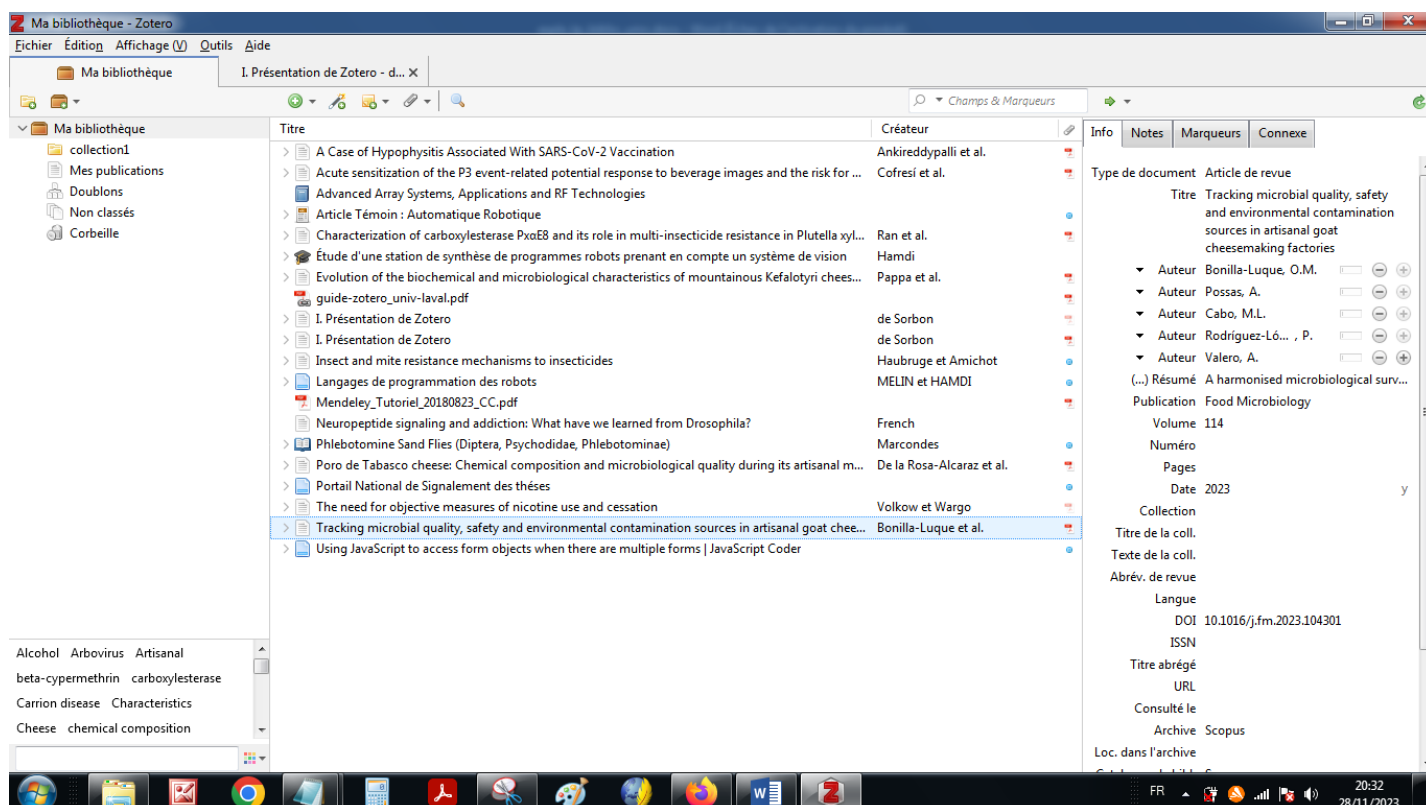 Ma bibliothèque - Zotero
Fichier Édition Affichage (V) Outils Aide
Ma bibliothèque
I. Présentation de Zotero - d...
Champs & Marqueurs
Ma bibliothèque
collection1
Mes publications
Doublons
Non classés
Corbeille
Titre Créateur
A Case of Hypophysitis Associated With SARS-CoV-2 Vaccination Ankireddypalli et al.
Acute sensitization of the P3 event-related potential response to beverage images and the risk for ... Cofresí et al.
Advanced Array Systems, Applications and RF Technologies
Article Témoin : Automatique Robotique
Characterization of carboxylesterase PxαE8 and its role in multi-insecticide resistance in Plutella xyl... Ran et al.
Étude d'une station de synthèse de programmes robots prenant en compte un système de vision Hamdi
Evolution of the biochemical and microbiological characteristics of mountainous Kefalotyri chees... Pappa et al.
guide-zotero_univ-laval.pdf
I. Présentation de Zotero de Sorbon
I. Présentation de Zotero de Sorbon
Insect and mite resistance mechanisms to insecticides Haubruge et Amichot
Langages de programmation des robots MELIN et HAMDI
Mendeley_Tutoriel_20180823_CC.pdf
Neuropeptide signaling and addiction: What have we learned from Drosophila? French
Phlebotomine Sand Flies (Diptera, Psychodidae, Phlebotominae) Marcondes
Poro de Tabasco cheese: Chemical composition and microbiological quality during its artisanal m... De la Rosa-Alcaraz et al.
Portail National de Signalement des théses
The need for objective measures of nicotine use and cessation Volkow et Wargo
Tracking microbial quality, safety and environmental contamination sources in artisanal goat chee... Bonilla-Luque et al.
Using JavaScript to access form objects when there are multiple forms | JavaScript Coder
Info Notes Marqueurs Connexe
Type de document Article de revue
Titre Tracking microbial quality, safety
and environmental contamination
sources in artisanal goat
cheesemaking factories
Auteur Bonilla-Luque, O.M.
Auteur Possas, A.
Auteur Cabo, M.L.
Auteur Rodríguez-Ló... , P.
Auteur Valero, A.
(...) Résumé A harmonised microbiological surv...
Publication Food Microbiology
Volume 114
Numéro
Pages
Date 2023 y
Collection
Titre de la coll.
Texte de la coll.
Abrév. de revue
Langue
DOI 10.1016/j.fm.2023.104301
ISSN
Titre abrégé
URL
Consulté le
Archive Scopus
Loc. dans l'archive
Alcohol Arbovirus Artisanal
beta-cypermethrin carboxylesterase
Carrion disease Characteristics
Cheese chemical composition
FR
20:32
28/11/2023